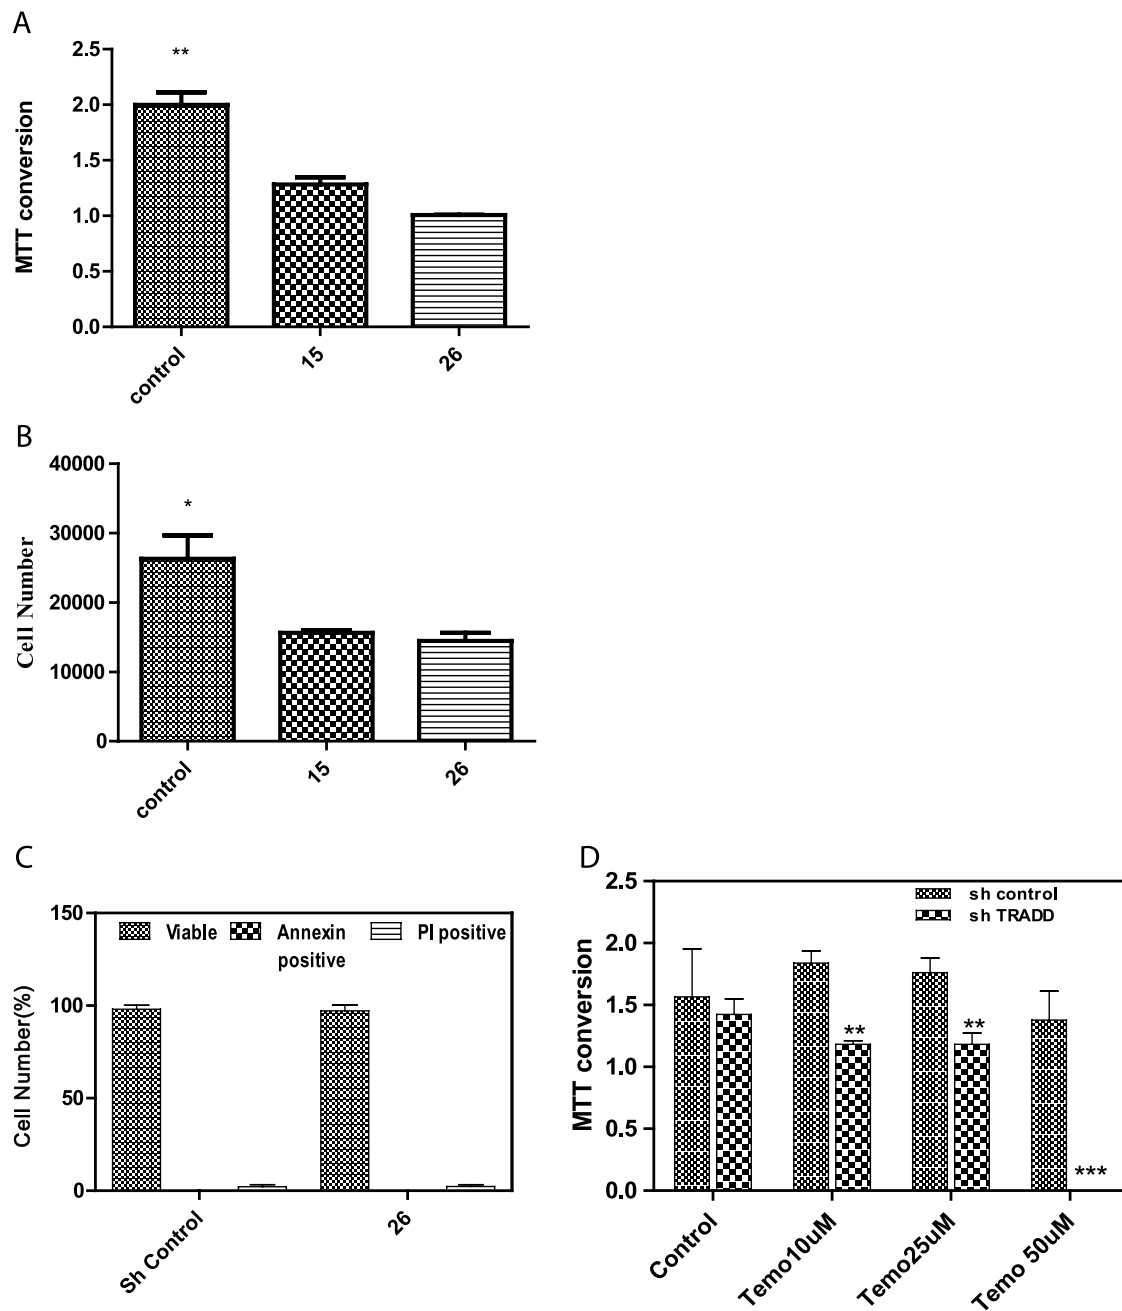 A
MTT conversion
2.5
2.0
1.5
1.0
0.5
0.0
**
control
15
26
B
Cell Number
40000
30000
20000
10000
0
*
control
15
26
C
Cell Number(%)
150
100
50
0
Viable
Annexin positive
PI positive
Sh Control
26
D
MTT conversion
2.5
2.0
1.5
1.0
0.5
0.0
sh control
sh TRADD
**
**
***
Control
Temo10uM
Temo25uM
Temo 50uM